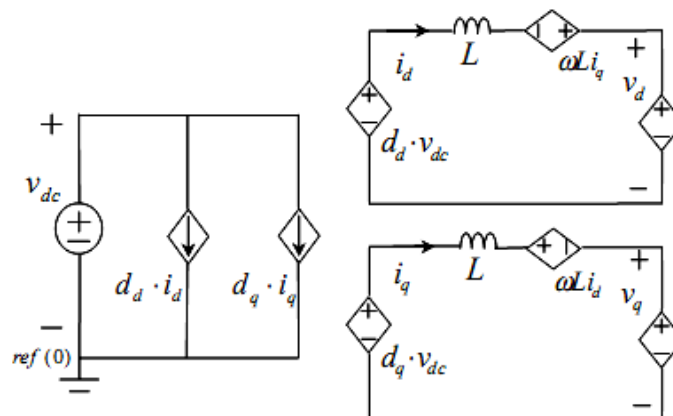 +
v_dc
+
−
−
ref (0)
d_d · i_d
d_q · i_q
i_d
L
ωLi_q
+
v_d
−
+
−
d_d · v_dc
+
−
i_q
L
ωLi_d
+
v_q
−
+
−
d_q · v_dc
+
−